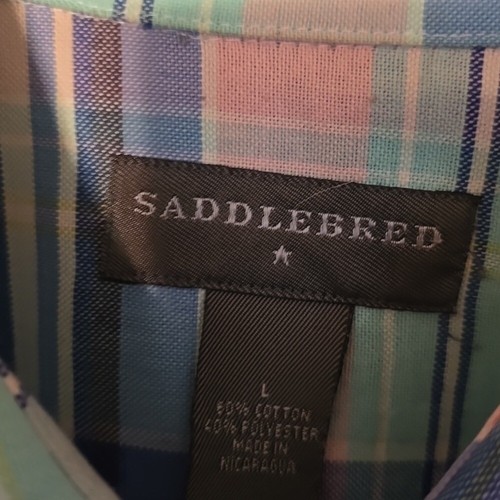 SADDLEBRED
L
60% COTTON
40% POLYESTER
MADE IN
NICARAGUA